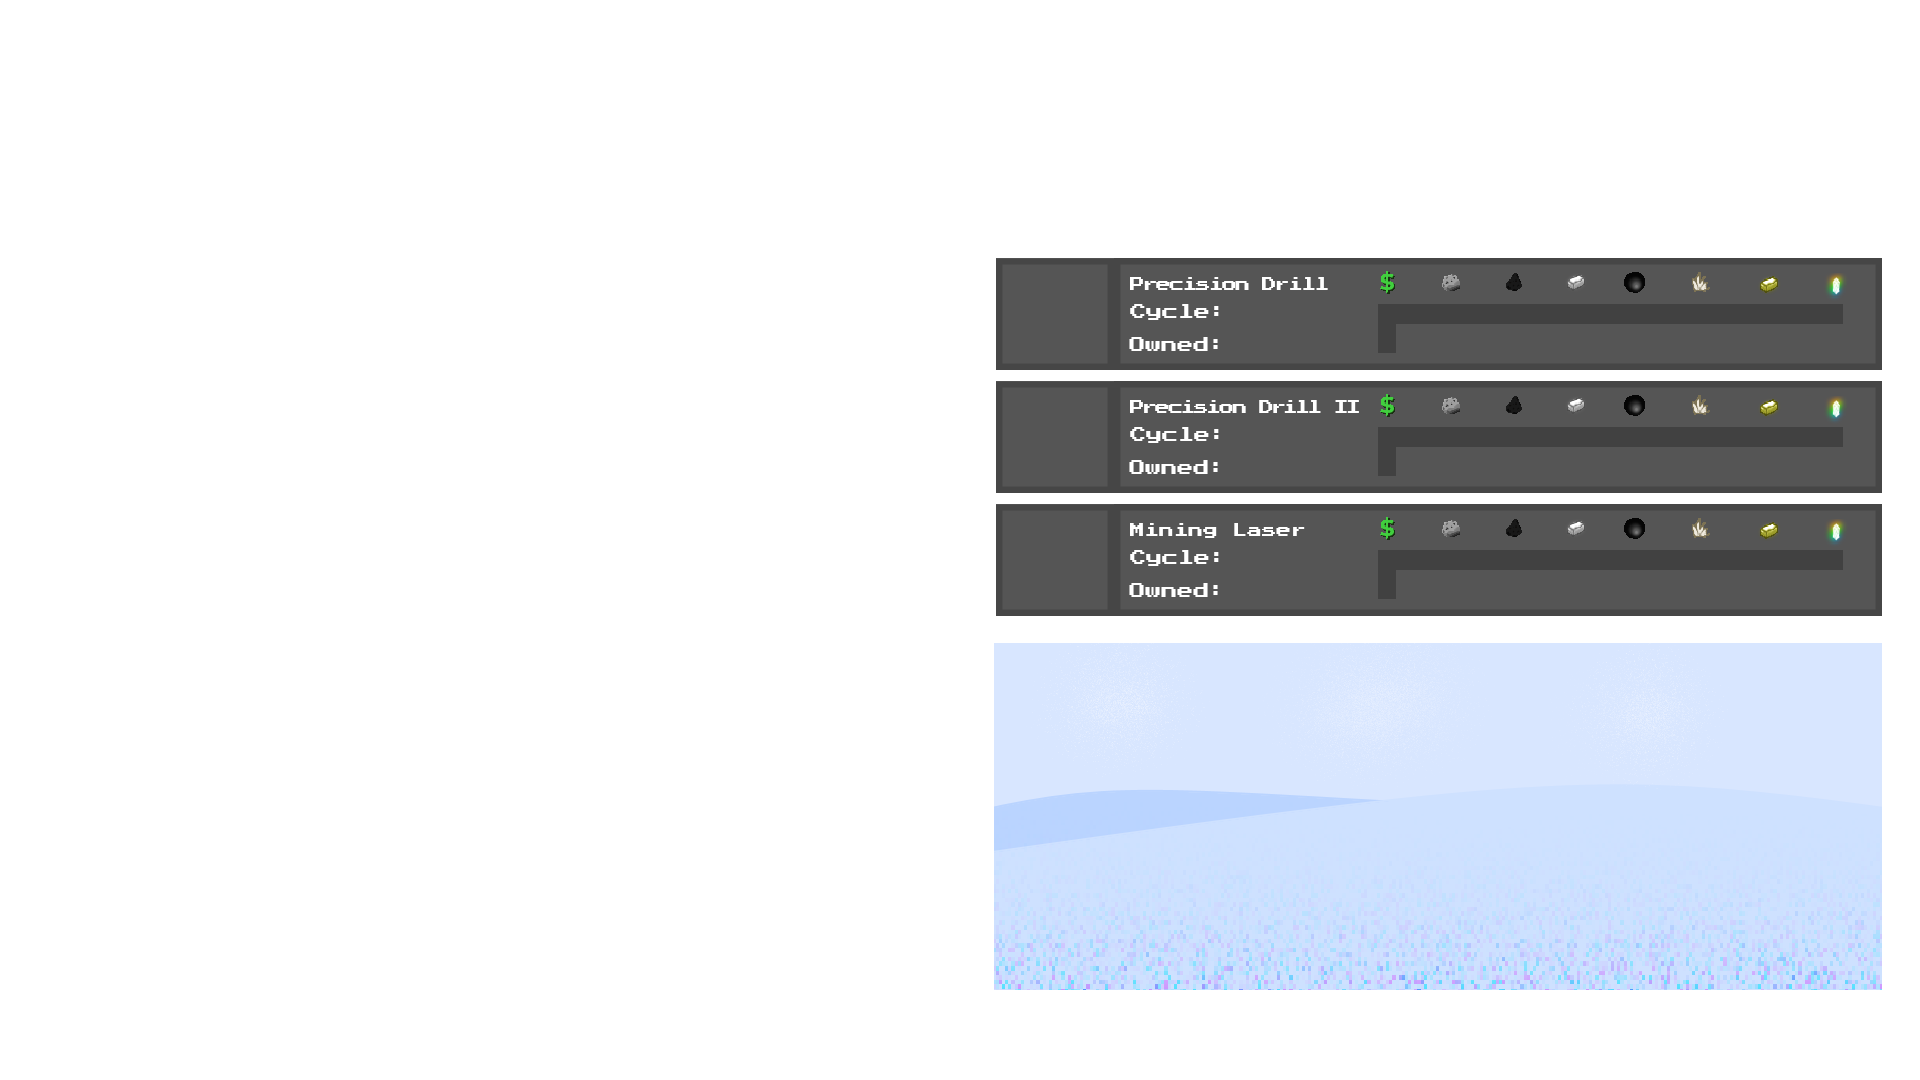 Precision Drill $
Cycle:
Owned:
Precision Drill II $
Cycle:
Owned:
Mining Laser $
Cycle:
Owned: